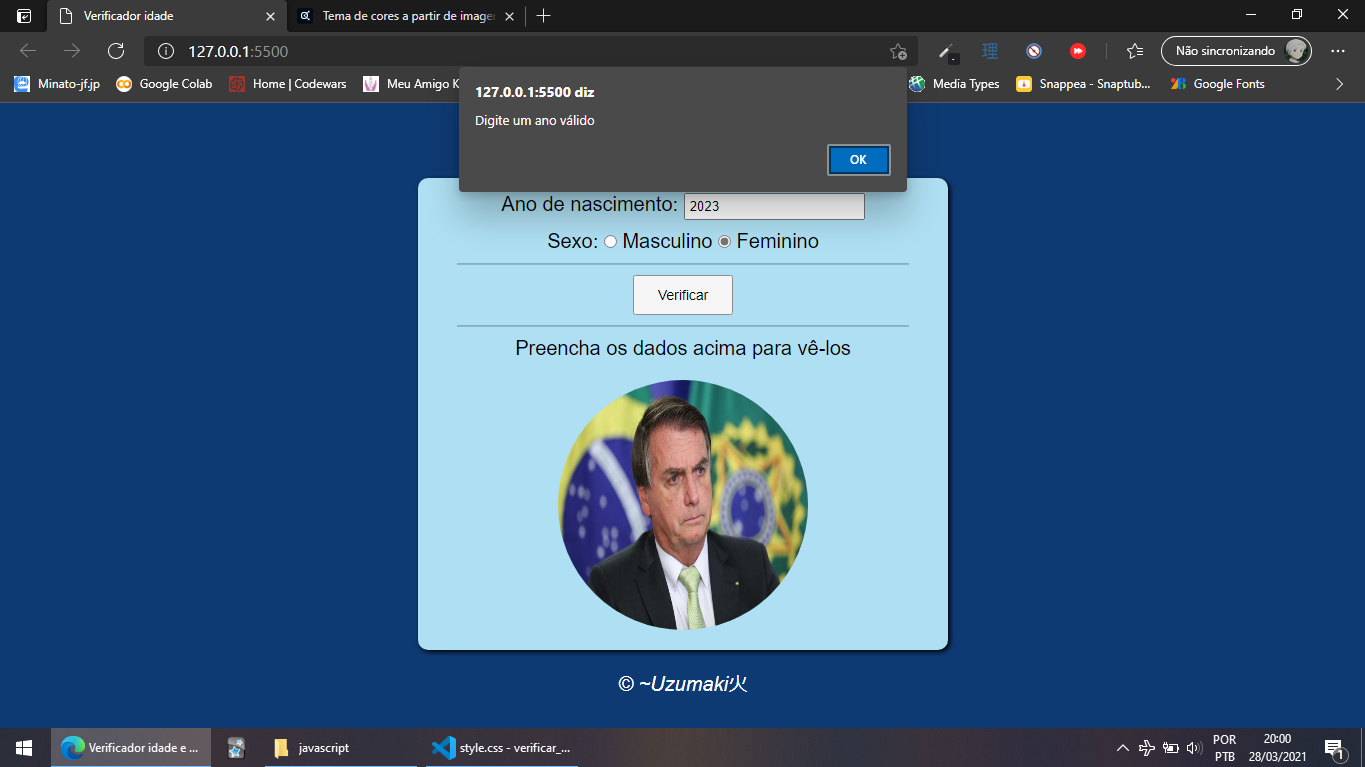 Verificador idade
Tema de cores a partir de imagen
127.0.0.1:5500
Não sincronizando
Minato-jf.jp
Google Colab
Home | Codewars
Meu Amigo K
Media Types
Snappea - Snaptub...
Google Fonts
127.0.0.1:5500 diz
Digite um ano válido
OK
Ano de nascimento: 2023
Sexo: Masculino Feminino
Verificar
Preencha os dados acima para vê-los
© ~Uzumaki火
Verificador idade e ...
javascript
style.css - verificar_...
POR
PTB
20:00
28/03/2021
1